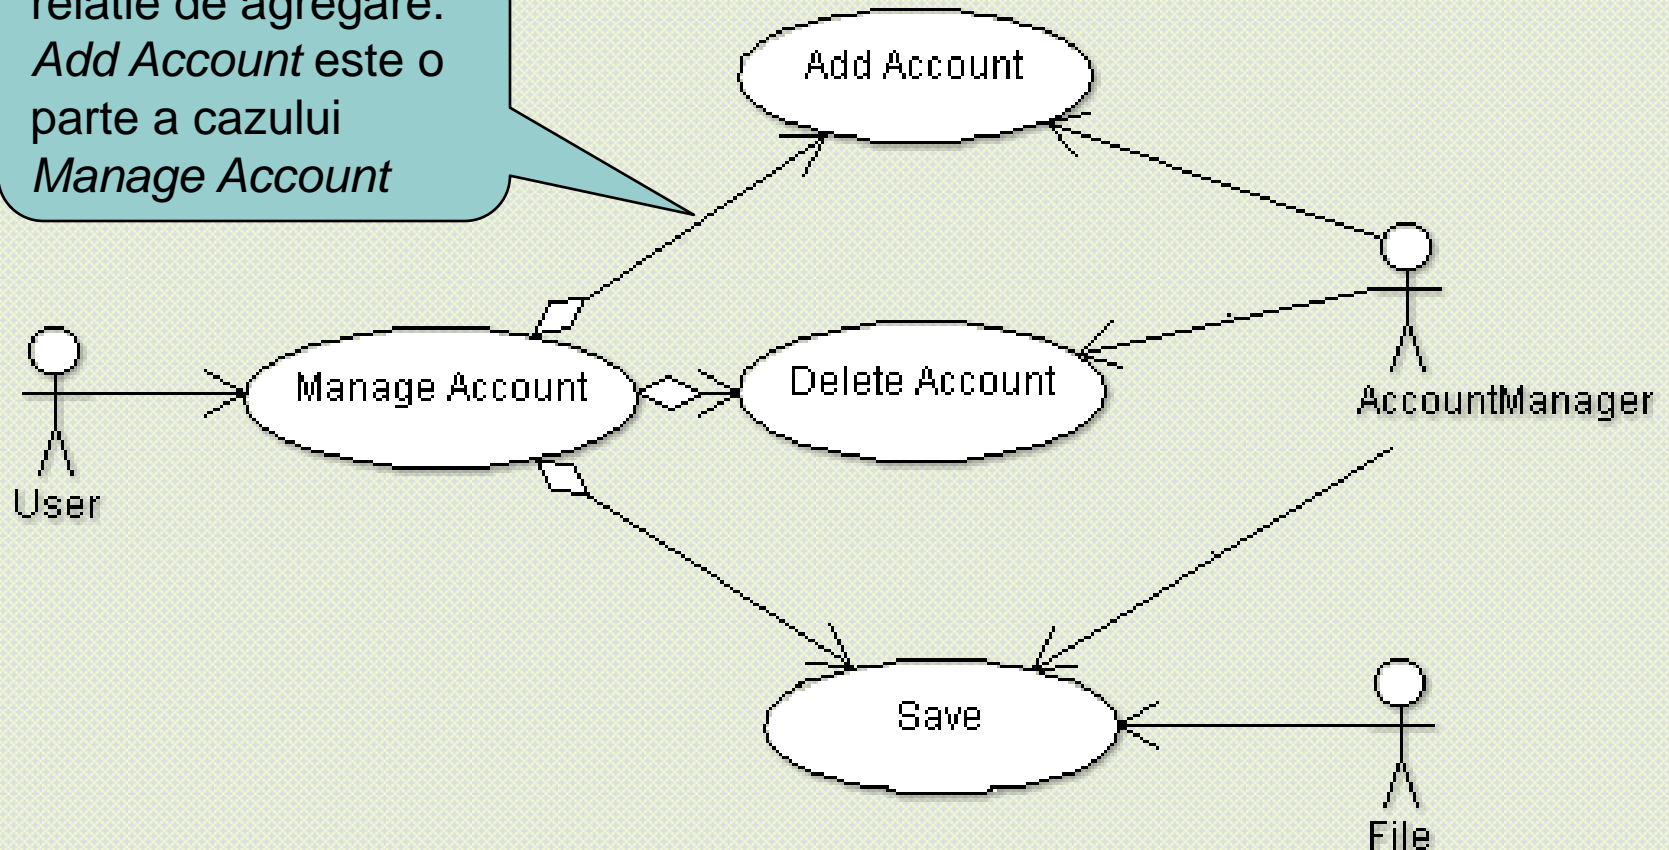 relatie de agregare.
Add Account este o
parte a cazului
Manage Account
Add Account
Manage Account
Delete Account
AccountManager
User
Save
File